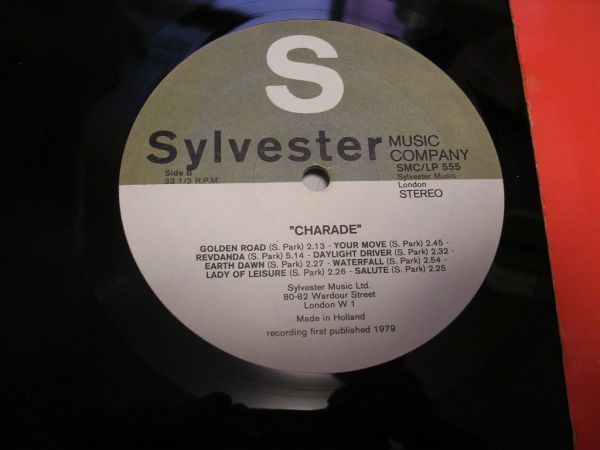 S
Sylvester MUSIC COMPANY
Side B
33 1/3 R.P.M.
SMC/LP 555
Sylvester Music
London
STEREO
"CHARADE"
GOLDEN ROAD (S. Park) 2.13 - YOUR MOVE (S. Park) 2.45 -
REVDANDA (S. Park) 5.14 - DAYLIGHT DRIVER (S. Park) 2.32 -
EARTH DAWN (S. Park) 2.27 - WATERFALL (S. Park) 2.54 -
LADY OF LEISURE (S. Park) 2.26 - SALUTE (S. Park) 2.25
Sylvester Music Ltd.
80-82 Wardour Street
London W 1
Made in Holland
recording first published 1979